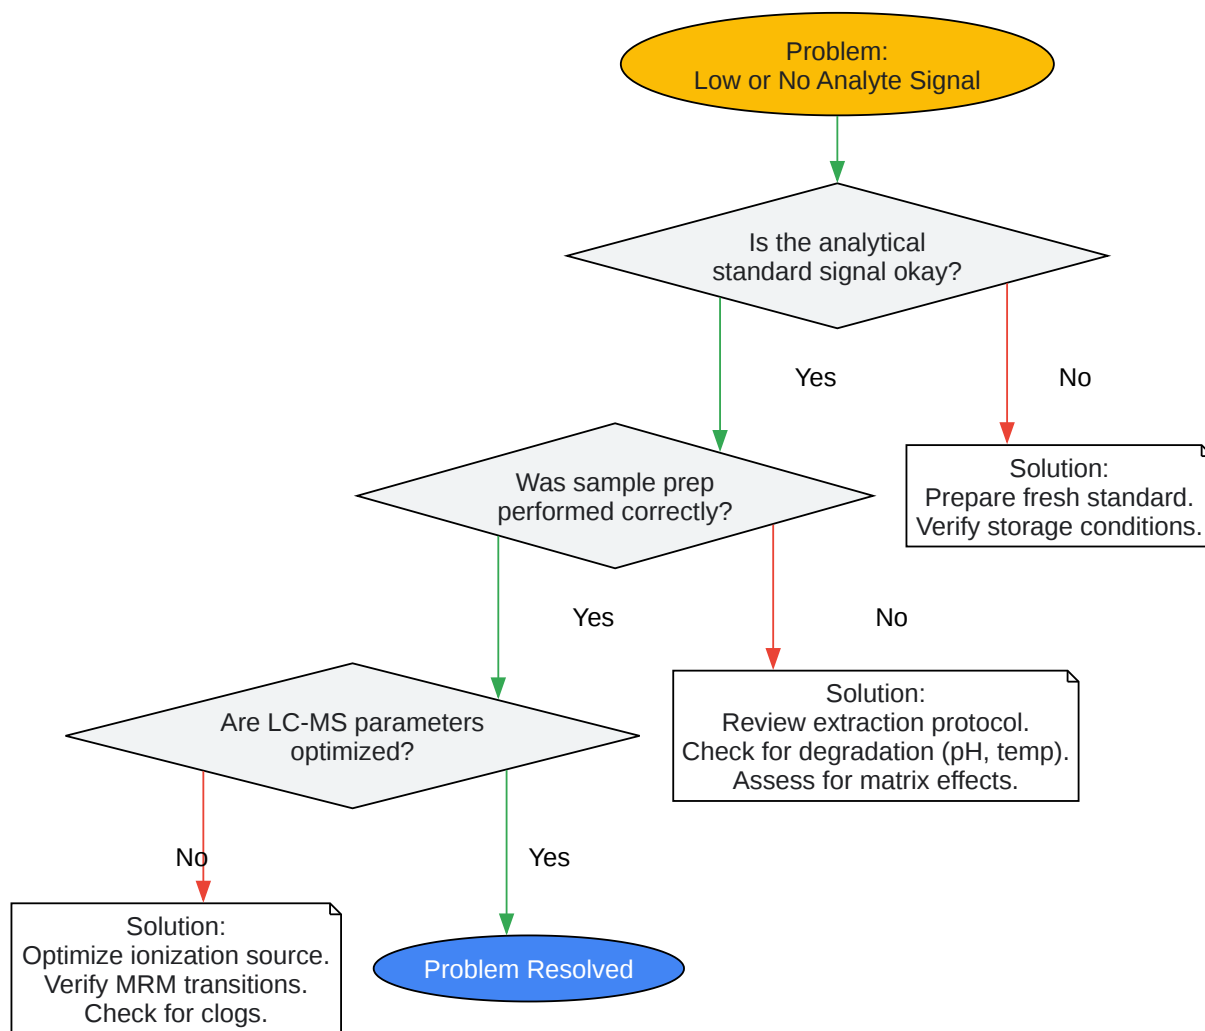 Problem:
Low or No Analyte Signal
Is the analytical
standard signal okay?
Yes
No
Solution:
Prepare fresh standard.
Verify storage conditions.
Was sample prep
performed correctly?
Yes
No
Solution:
Review extraction protocol.
Check for degradation (pH, temp).
Assess for matrix effects.
Are LC-MS parameters
optimized?
No
Yes
Solution:
Optimize ionization source.
Verify MRM transitions.
Check for clogs.
Problem Resolved